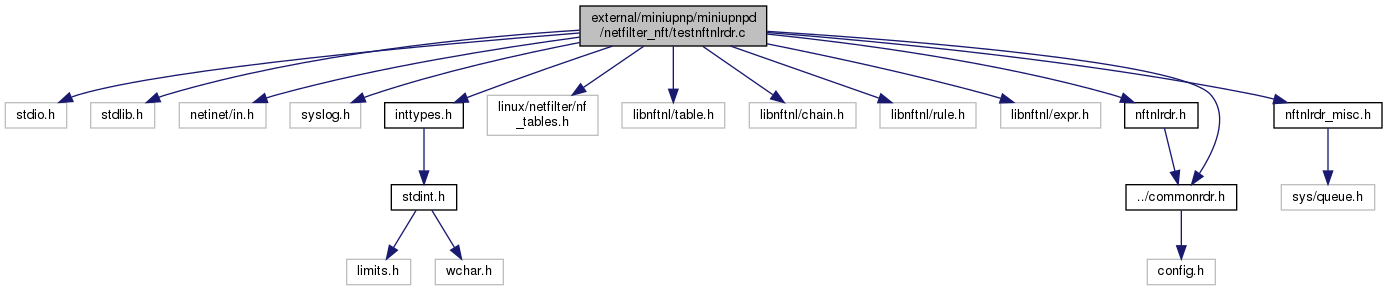 external/miniupnp/miniupnpd
/netfilter_nft/testnftnlrdr.c
stdio.h
stdlib.h
netinet/in.h
syslog.h
inttypes.h
linux/netfilter/nf
_tables.h
libnftnl/table.h
libnftnl/chain.h
libnftnl/rule.h
libnftnl/expr.h
nftnlrdr.h
nftnlrdr_misc.h
stdint.h
../commonrdr.h
sys/queue.h
limits.h
wchar.h
config.h